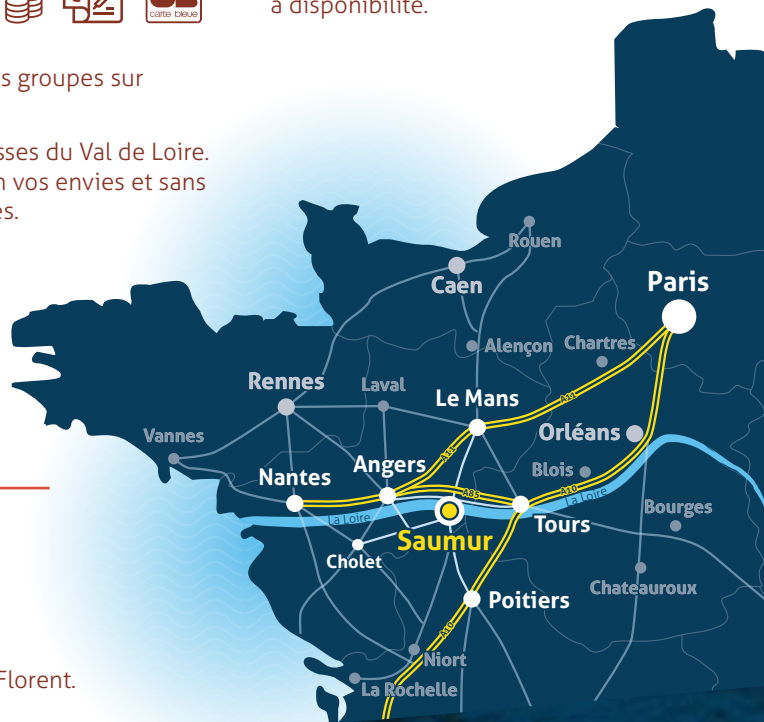 carte bleue
à disponibilité.
s groupes sur
sses du Val de Loire.
n vos envies et sans
es.
Rouen
Caen
Paris
Alençon
Chartres
Rennes
Laval
Le Mans
A11
Orléans
Vannes
Angers
A11
Blois
Nantes
A85
A10
La Loire
La Loire
Bourges
Saumur
Tours
Cholet
Chateauroux
Poitiers
A10
Niort
La Rochelle
Florent.